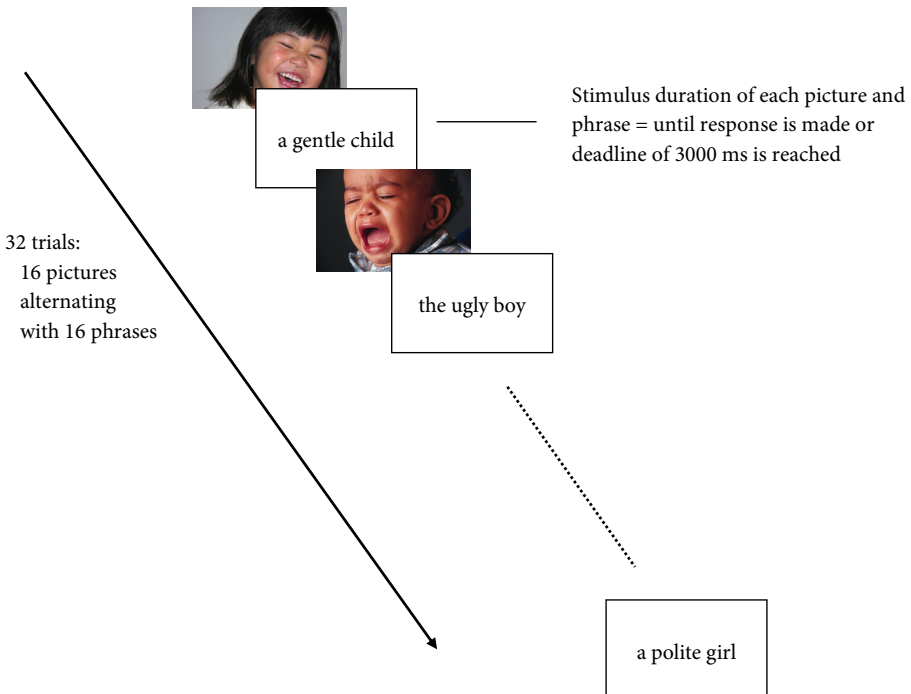 a gentle child
Stimulus duration of each picture and
phrase = until response is made or
deadline of 3000 ms is reached
32 trials:
16 pictures
alternating
with 16 phrases
the ugly boy
a polite girl